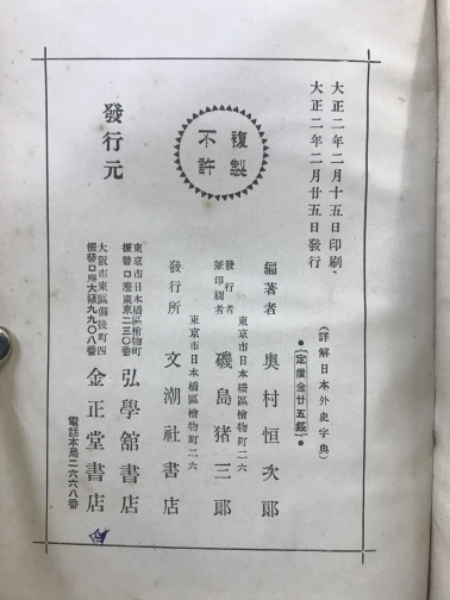 大正二年二月十五日印刷、
大正二年二月廿五日發行
(詳解日本外史字典)
●(定價金廿五錢)●
不許
複製
編著者 奥村恒次郎
東京市日本橋區檜物町二六
發行者
兼印刷者 磯島猪三郎
東京市日本橋區檜物町二六
發行所 文潮社書店
發行元
東京市日本橋區檜物町
振替口座東京二三〇番 弘學舘書店
大阪市東區備後町四
振替口座大阪九九〇八番 金正堂書店
電話本局二六六八番